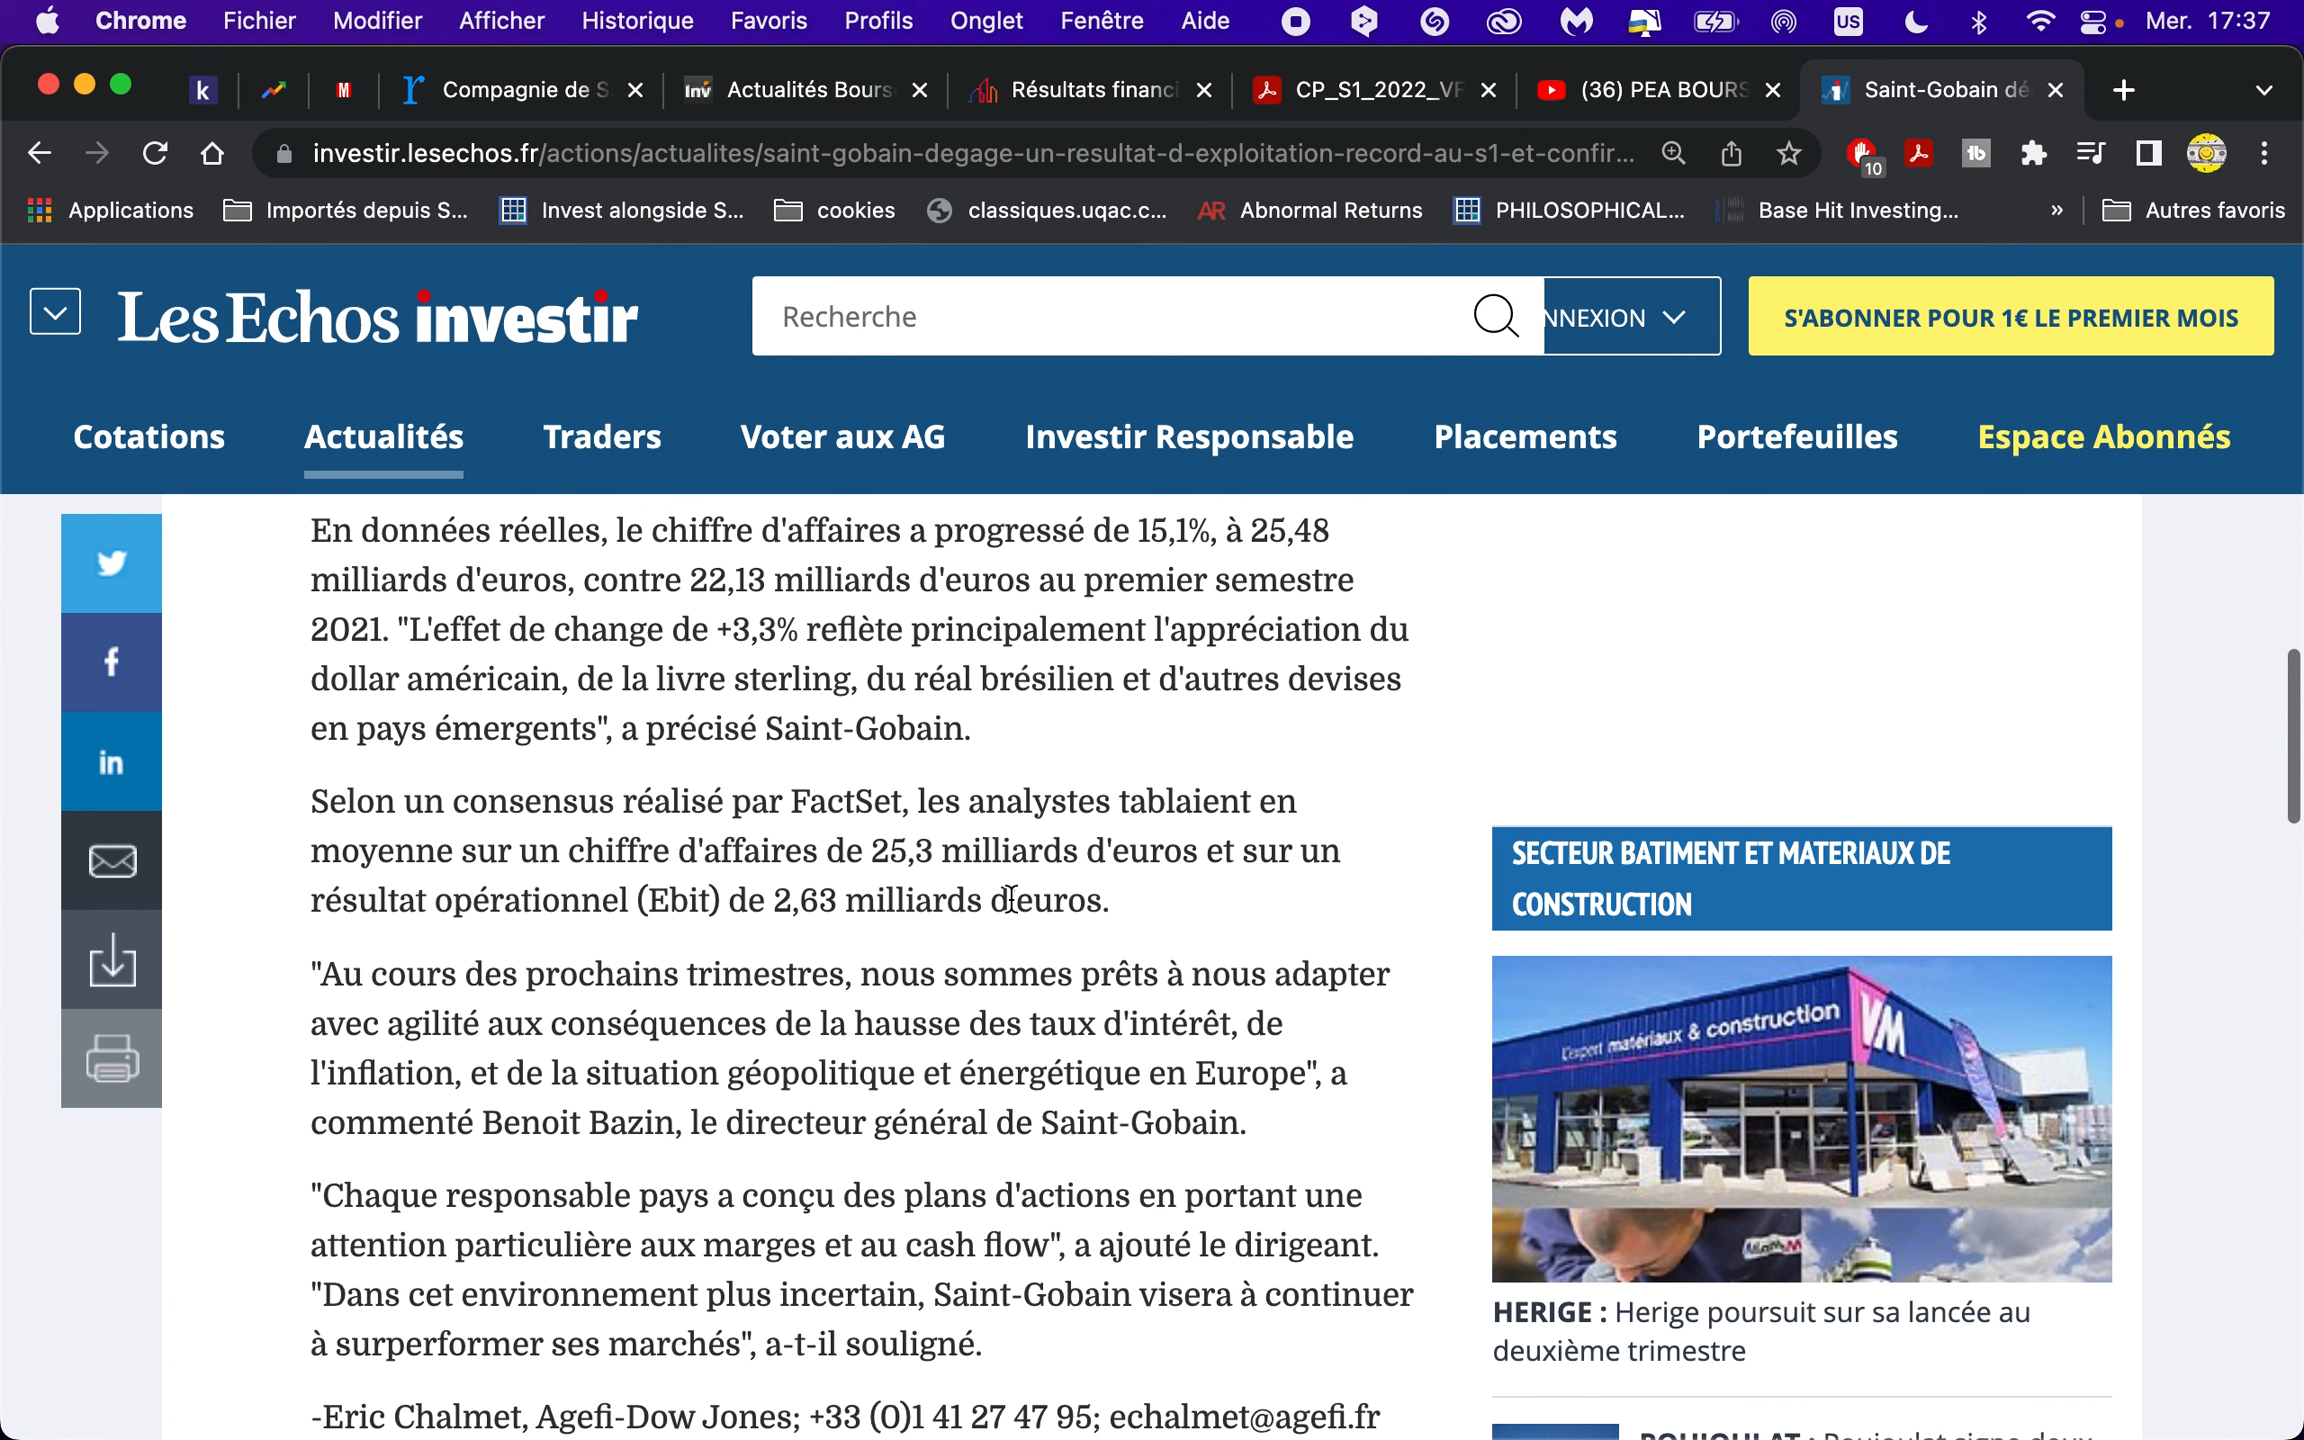 Chrome Fichier Modifier Afficher Historique Favoris Profils Onglet Fenêtre Aide US Mer. 17:37
k M Compagnie de S Inv Actualités Bours Résultats financi CP_S1_2022_VF (36) PEA BOURS Saint-Gobain dé
investir.lesechos.fr/actions/actualites/saint-gobain-degage-un-resultat-d-exploitation-record-au-s1-et-confir... 10 tb
Applications Importés depuis S... Invest alongside S... cookies classiques.uqac.c... AR Abnormal Returns PHILOSOPHICAL... Base Hit Investing... » Autres favoris
Les Echos investir Recherche NNEXION S'ABONNER POUR 1€ LE PREMIER MOIS
Cotations Actualités Traders Voter aux AG Investir Responsable Placements Portefeuilles Espace Abonnés
En données réelles, le chiffre d'affaires a progressé de 15,1%, à 25,48
milliards d'euros, contre 22,13 milliards d'euros au premier semestre
2021. "L'effet de change de +3,3% reflète principalement l'appréciation du
dollar américain, de la livre sterling, du réal brésilien et d'autres devises
en pays émergents", a précisé Saint-Gobain.
Selon un consensus réalisé par FactSet, les analystes tablaient en
moyenne sur un chiffre d'affaires de 25,3 milliards d'euros et sur un
résultat opérationnel (Ebit) de 2,63 milliards d'euros.
"Au cours des prochains trimestres, nous sommes prêts à nous adapter
avec agilité aux conséquences de la hausse des taux d'intérêt, de
l'inflation, et de la situation géopolitique et énergétique en Europe", a
commenté Benoit Bazin, le directeur général de Saint-Gobain.
"Chaque responsable pays a conçu des plans d'actions en portant une
attention particulière aux marges et au cash flow", a ajouté le dirigeant.
"Dans cet environnement plus incertain, Saint-Gobain visera à continuer
à surperformer ses marchés", a-t-il souligné.
-Eric Chalmet, Agefi-Dow Jones; +33 (0)1 41 27 47 95; echalmet@agefi.fr
SECTEUR BATIMENT ET MATERIAUX DE
CONSTRUCTION
L'expert matériaux & construction VM
HERIGE : Herige poursuit sur sa lancée au
deuxième trimestre
POUJOULAT : Poujoulat signe deux